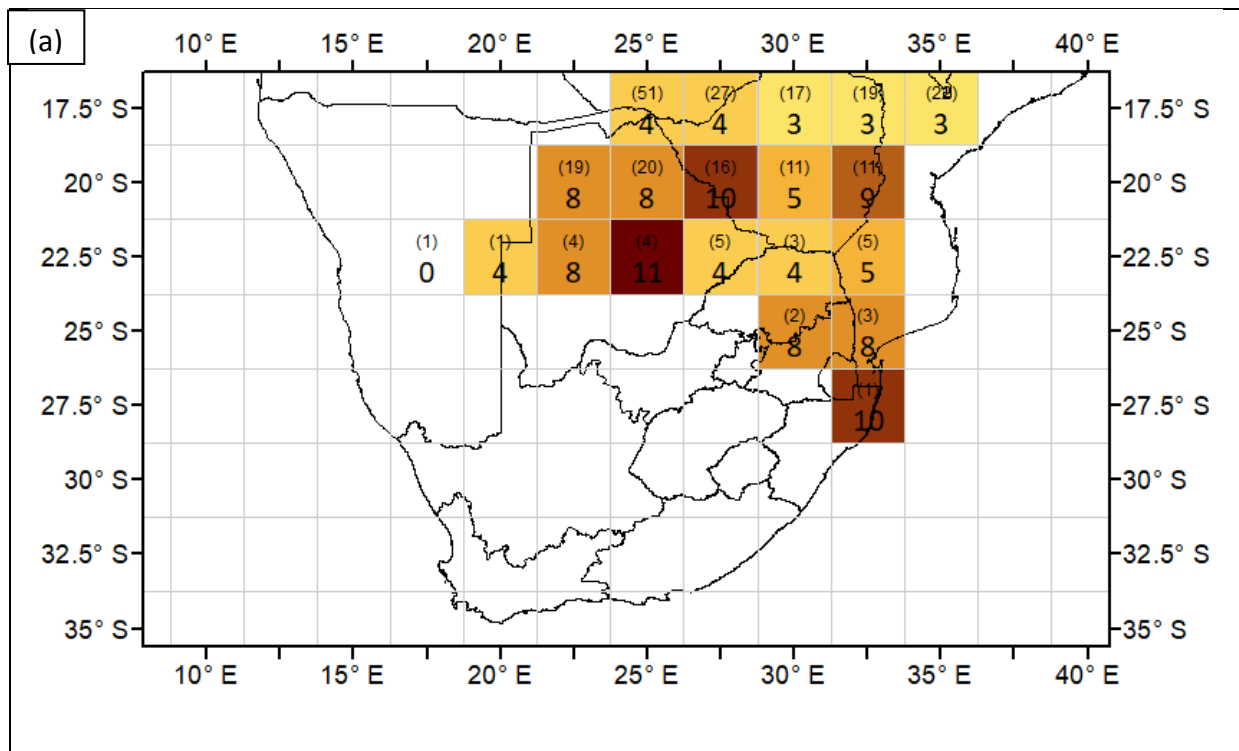 (a)
10° E 15° E 20° E 25° E 30° E 35° E 40° E
(51) (27) (17) (19) (22)
17.5° S 4 4 3 3 3 17.5° S
(19) (20) (16) (11) (11)
20° S 8 8 10 5 9 20° S
(1) (1) (4) (4) (5) (3) (5)
22.5° S 0 4 8 11 4 4 5 22.5° S
(2) (3)
25° S 8 8 25° S
(1)
27.5° S 10 27.5° S
30° S 30° S
32.5° S 32.5° S
35° S 35° S
10° E 15° E 20° E 25° E 30° E 35° E 40° E